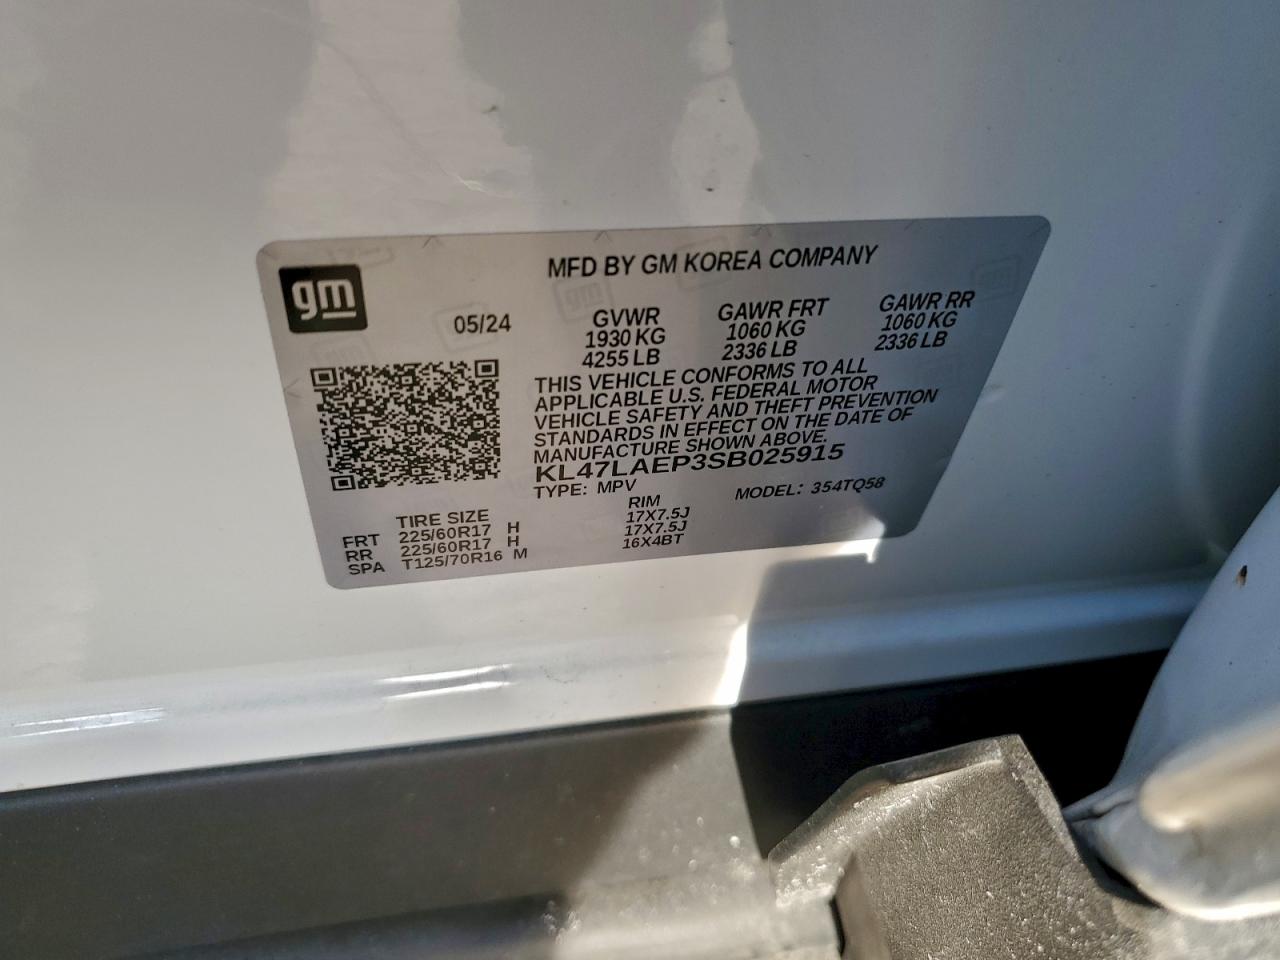 gm
MFD BY GM KOREA COMPANY
05/24
GVWR GAWR FRT GAWR RR
1930 KG 1060 KG 1060 KG
4255 LB 2336 LB 2336 LB
THIS VEHICLE CONFORMS TO ALL
APPLICABLE U.S. FEDERAL MOTOR
VEHICLE SAFETY AND THEFT PREVENTION
STANDARDS IN EFFECT ON THE DATE OF
MANUFACTURE SHOWN ABOVE.
KL47LAEP3SB025915
TYPE: MPV MODEL: 354TQ58
TIRE SIZE RIM
FRT 225/60R17 H 17X7.5J
RR 225/60R17 H 17X7.5J
SPA T125/70R16 M 16X4BT